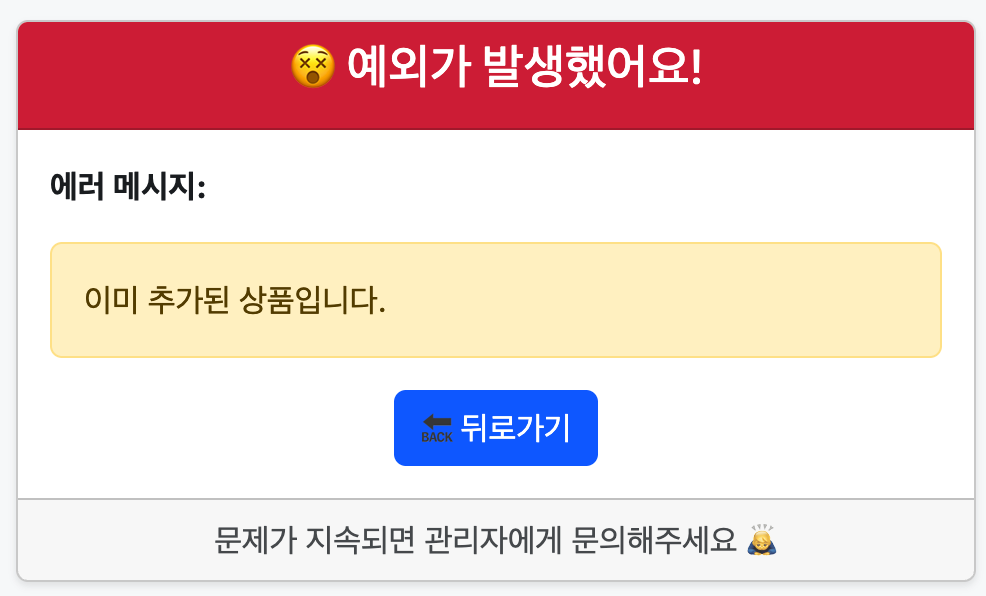 😵 예외가 발생했어요!
에러 메시지:
이미 추가된 상품입니다.
🔙 뒤로가기
문제가 지속되면 관리자에게 문의해주세요 🙇